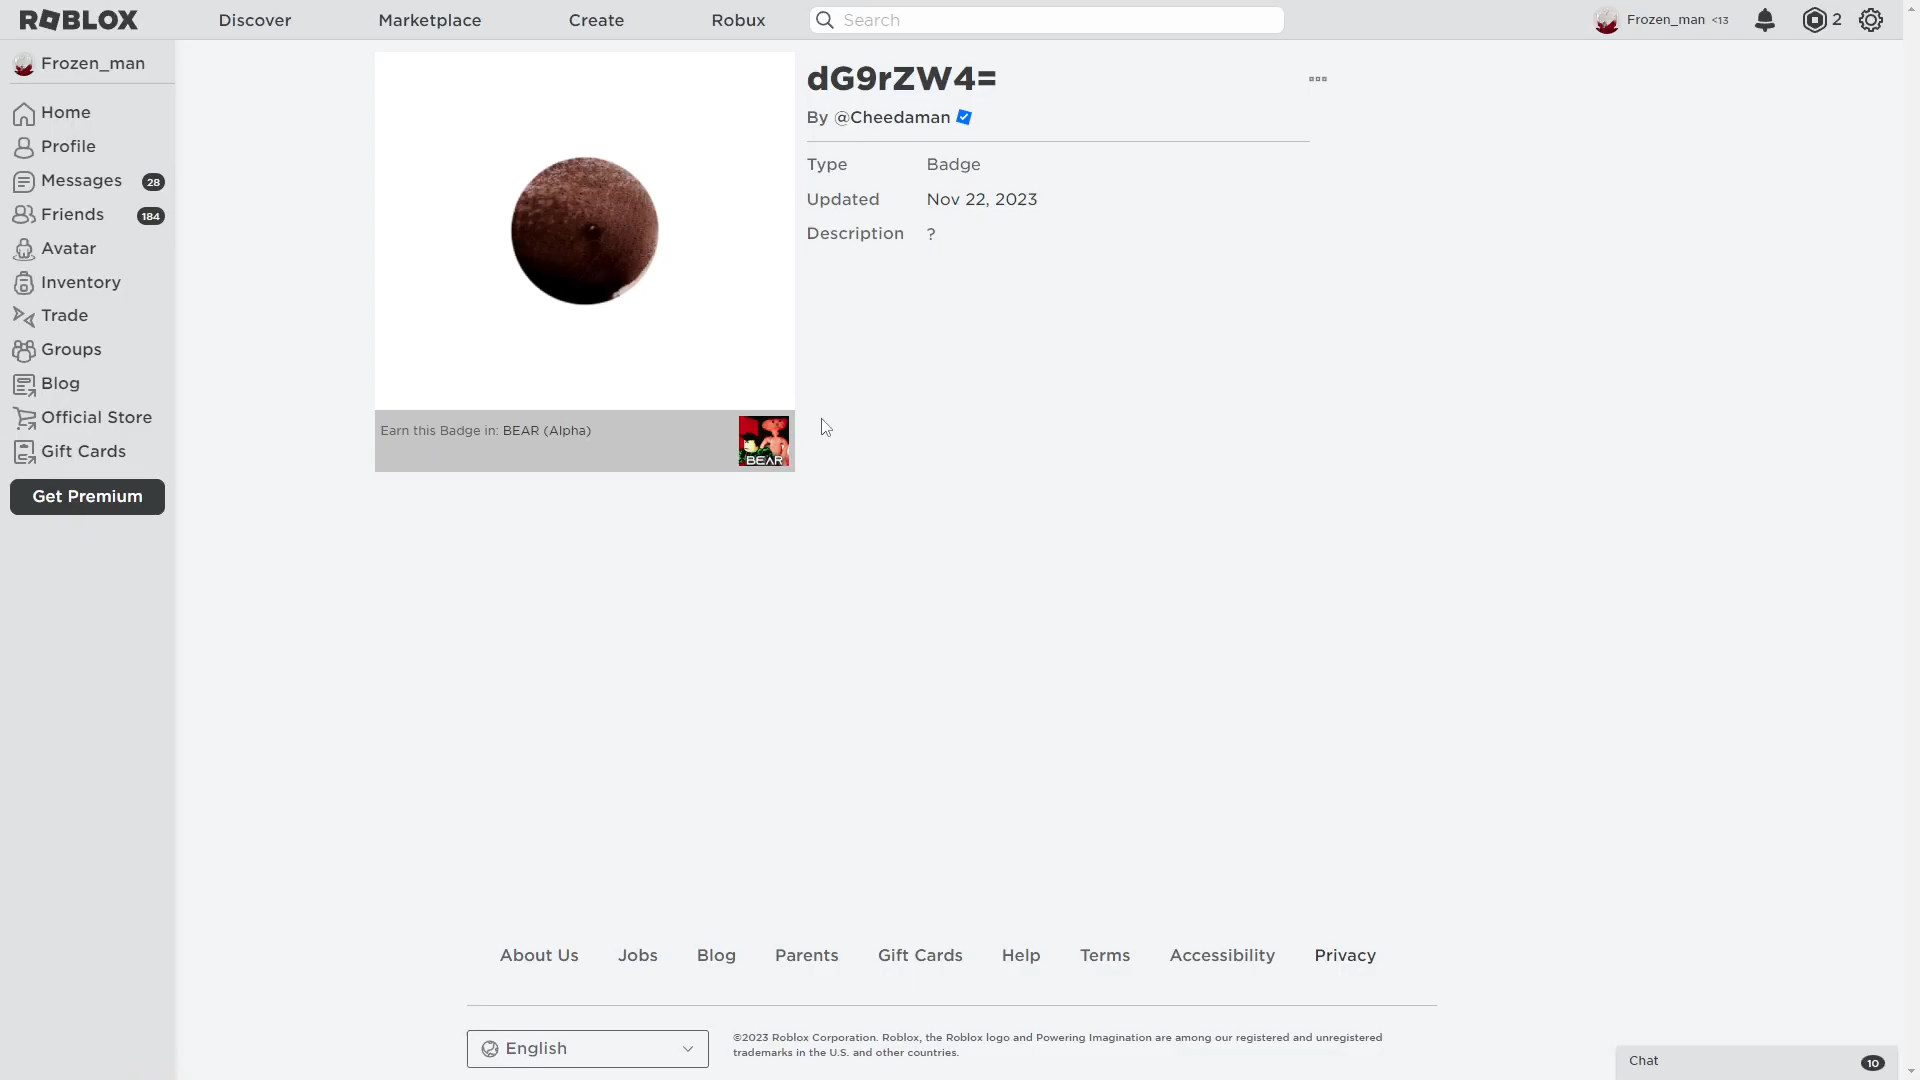 ROBLOX
Discover
Marketplace
Create
Robux
Search
Frozen_man <13
2
Frozen_man
Home
Profile
Messages 28
Friends 184
Avatar
Inventory
Trade
Groups
Blog
Official Store
Gift Cards
Get Premium
dG9rZW4=
By @Cheedaman
Type Badge
Updated Nov 22, 2023
Description ?
Earn this Badge in: BEAR (Alpha)
BEAR
About Us
Jobs
Blog
Parents
Gift Cards
Help
Terms
Accessibility
Privacy
English
©2023 Roblox Corporation. Roblox, the Roblox logo and Powering Imagination are among our registered and unregistered
trademarks in the U.S. and other countries.
Chat 10